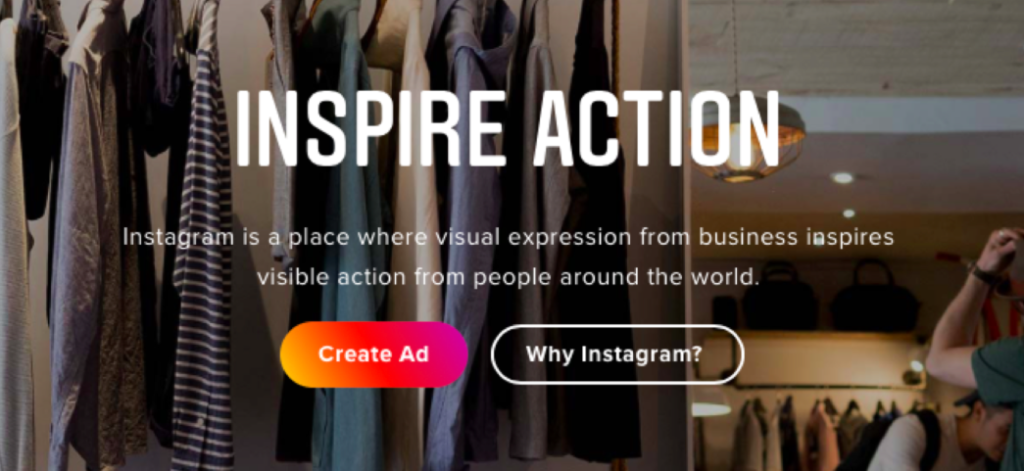 INSPIRE ACTION
Instagram is a place where visual expression from business inspires
visible action from people around the world.
Create Ad
Why Instagram?